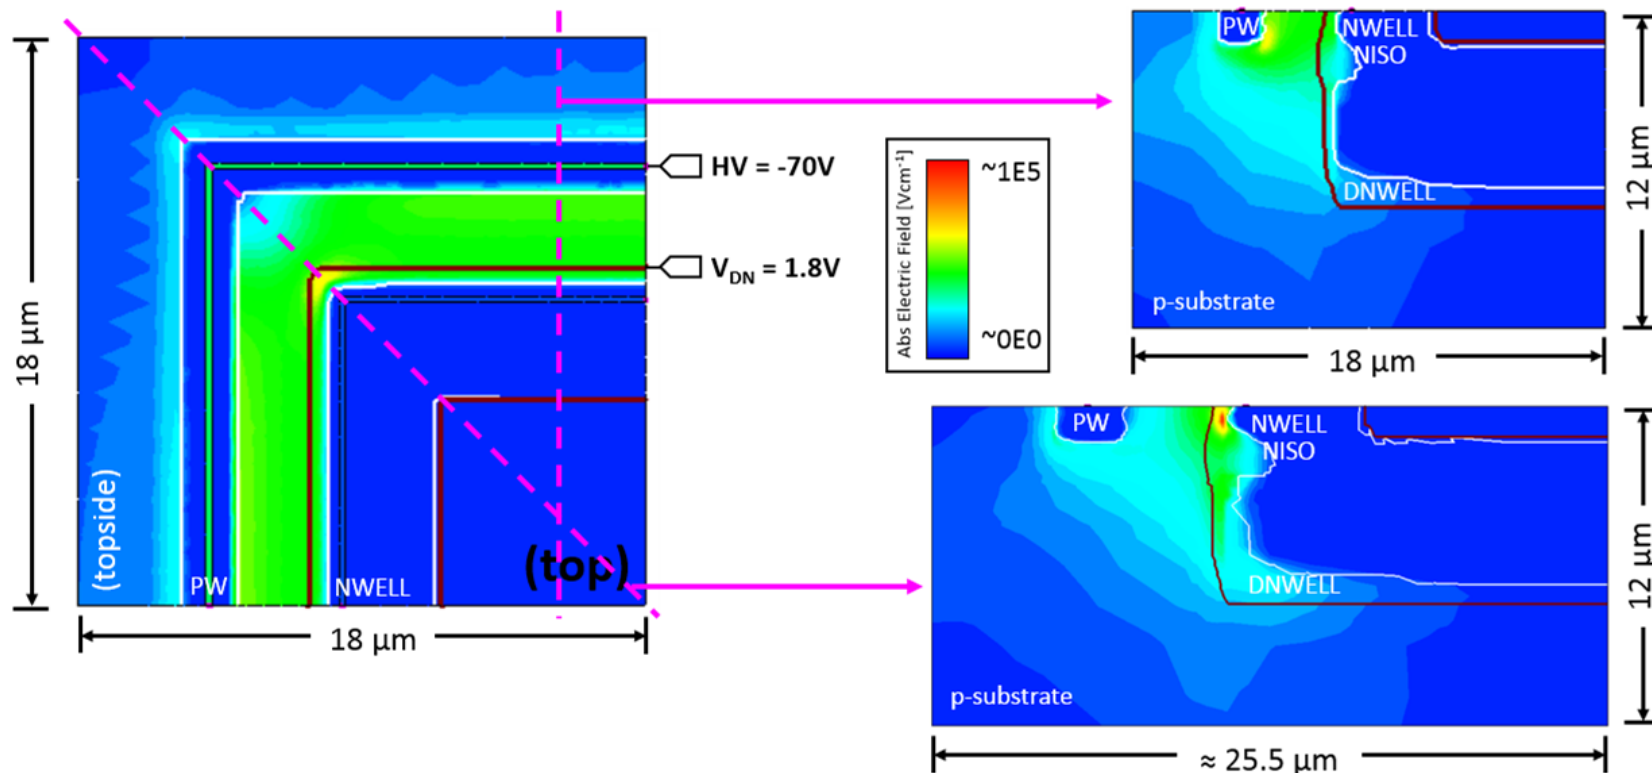 18 µm
(topside)
PW
NWELL
(top)
18 µm
HV = -70V
V_DN = 1.8V
Abs Electric Field [Vcm⁻¹]
~1E5
~0E0
PW
NWELL
NISO
DNWELL
p-substrate
12 µm
18 µm
PW
NWELL
NISO
DNWELL
p-substrate
12 µm
≈ 25.5 µm